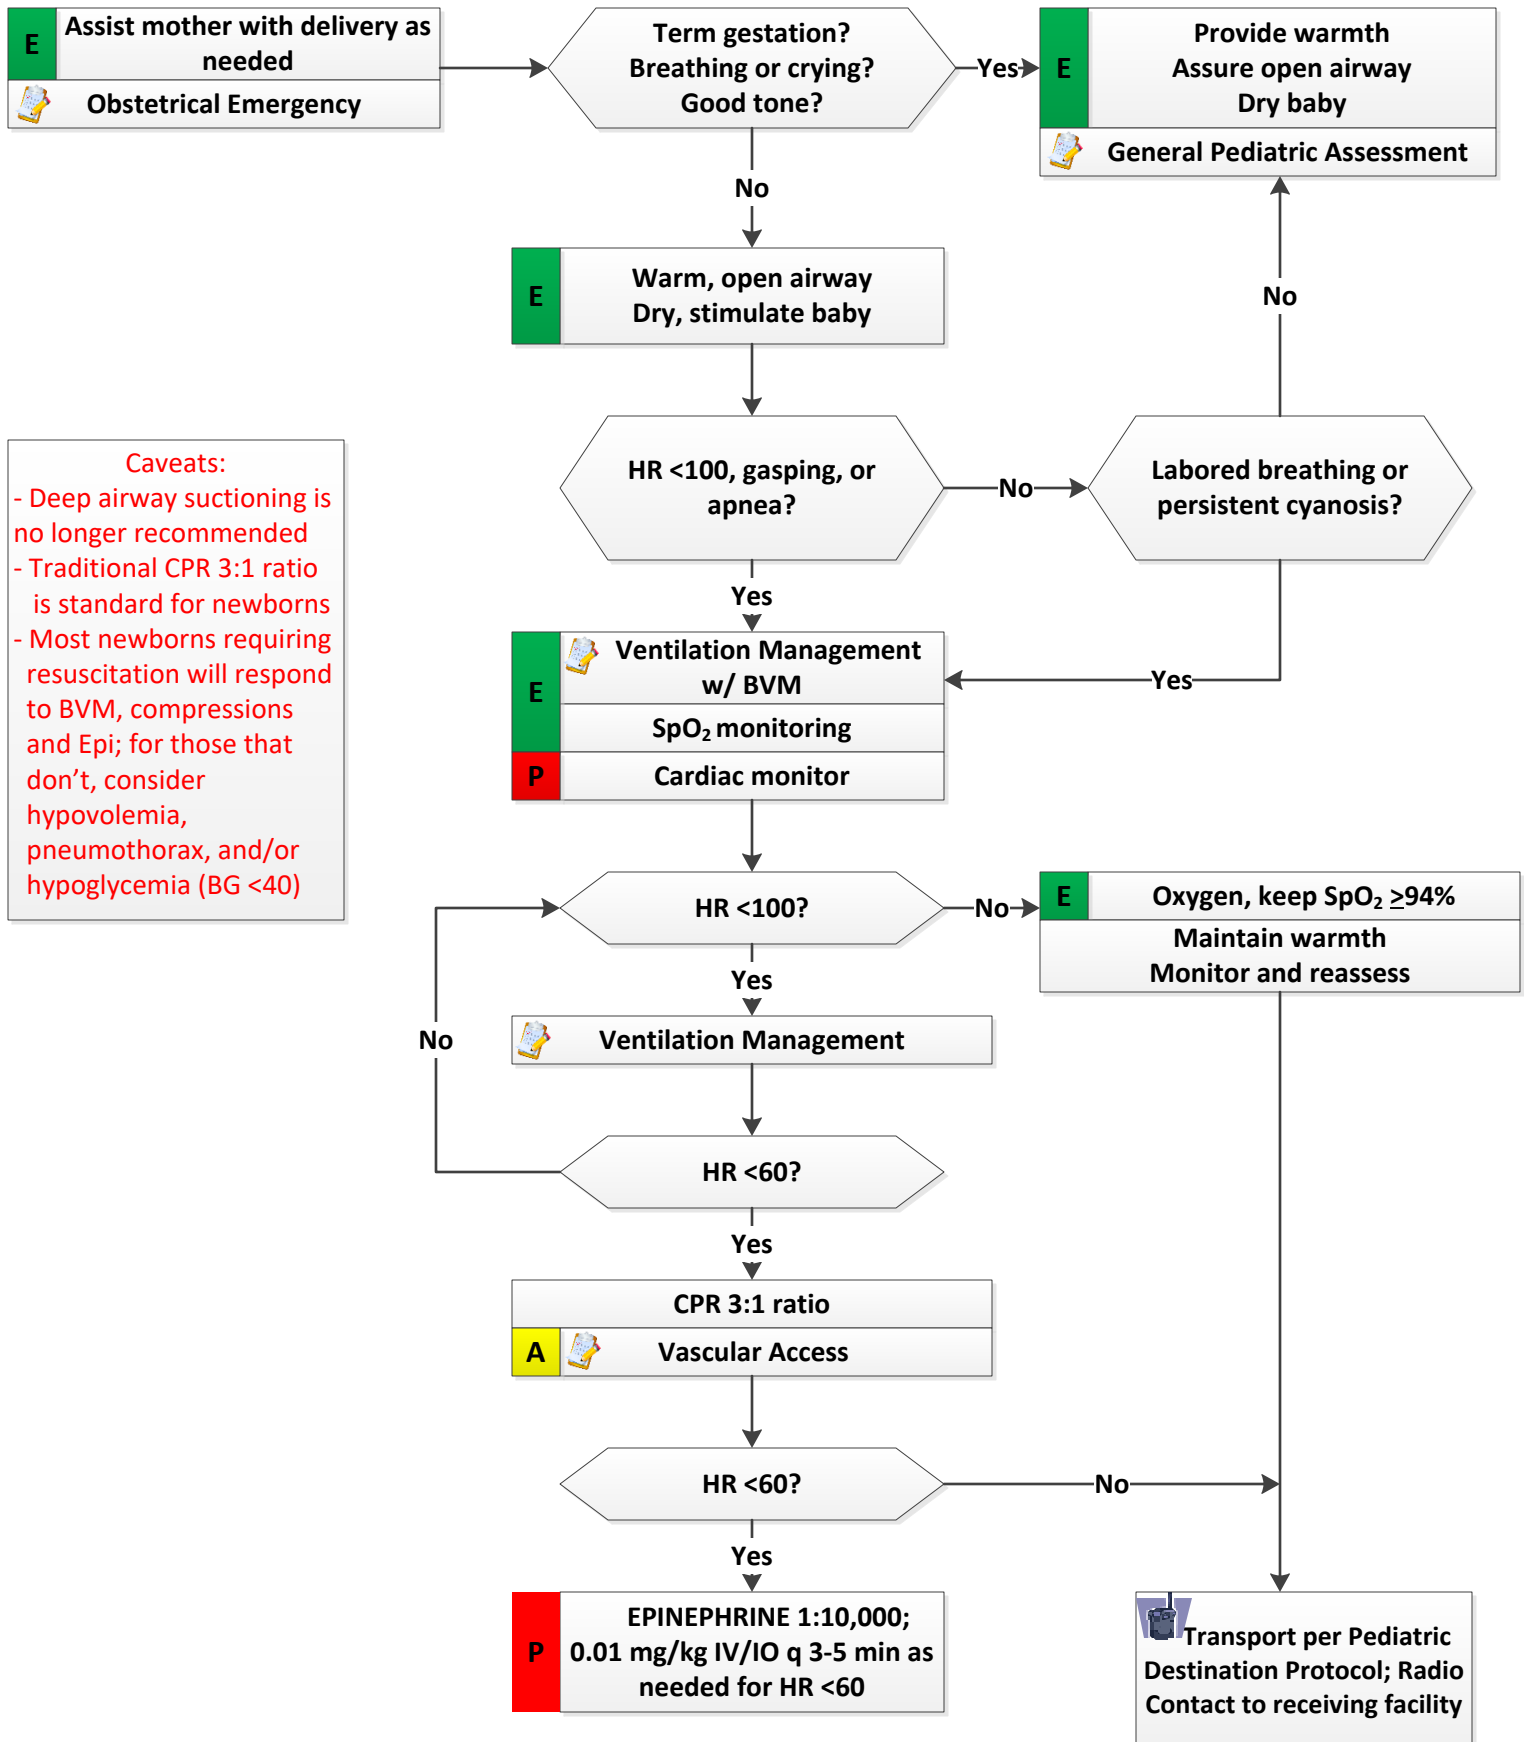 E
Assist mother with delivery as
needed
Obstetrical Emergency
Term gestation?
Breathing or crying?
Good tone?
Yes
E
Provide warmth
Assure open airway
Dry baby
General Pediatric Assessment
No
E
Warm, open airway
Dry, stimulate baby
No
HR <100, gasping, or
apnea?
No
Labored breathing or
persistent cyanosis?
Caveats:
- Deep airway suctioning is
no longer recommended
- Traditional CPR 3:1 ratio
is standard for newborns
- Most newborns requiring
resuscitation will respond
to BVM, compressions
and Epi; for those that
don’t, consider
hypovolemia,
pneumothorax, and/or
hypoglycemia (BG <40)
Yes
E
Ventilation Management
w/ BVM
SpO₂ monitoring
P
Cardiac monitor
Yes
HR <100?
No
E
Oxygen, keep SpO₂ ≥94%
Maintain warmth
Monitor and reassess
Yes
No
Ventilation Management
HR <60?
Yes
CPR 3:1 ratio
A
Vascular Access
HR <60?
No
Yes
P
EPINEPHRINE 1:10,000;
0.01 mg/kg IV/IO q 3-5 min as
needed for HR <60
Transport per Pediatric
Destination Protocol; Radio
Contact to receiving facility